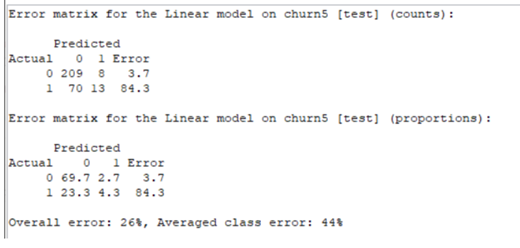 Error matrix for the Linear model on churn5 [test] (counts):
Predicted
Actual 0 1 Error
0 209 8 3.7
1 70 13 84.3
Error matrix for the Linear model on churn5 [test] (proportions):
Predicted
Actual 0 1 Error
0 69.7 2.7 3.7
1 23.3 4.3 84.3
Overall error: 26%, Averaged class error: 44%